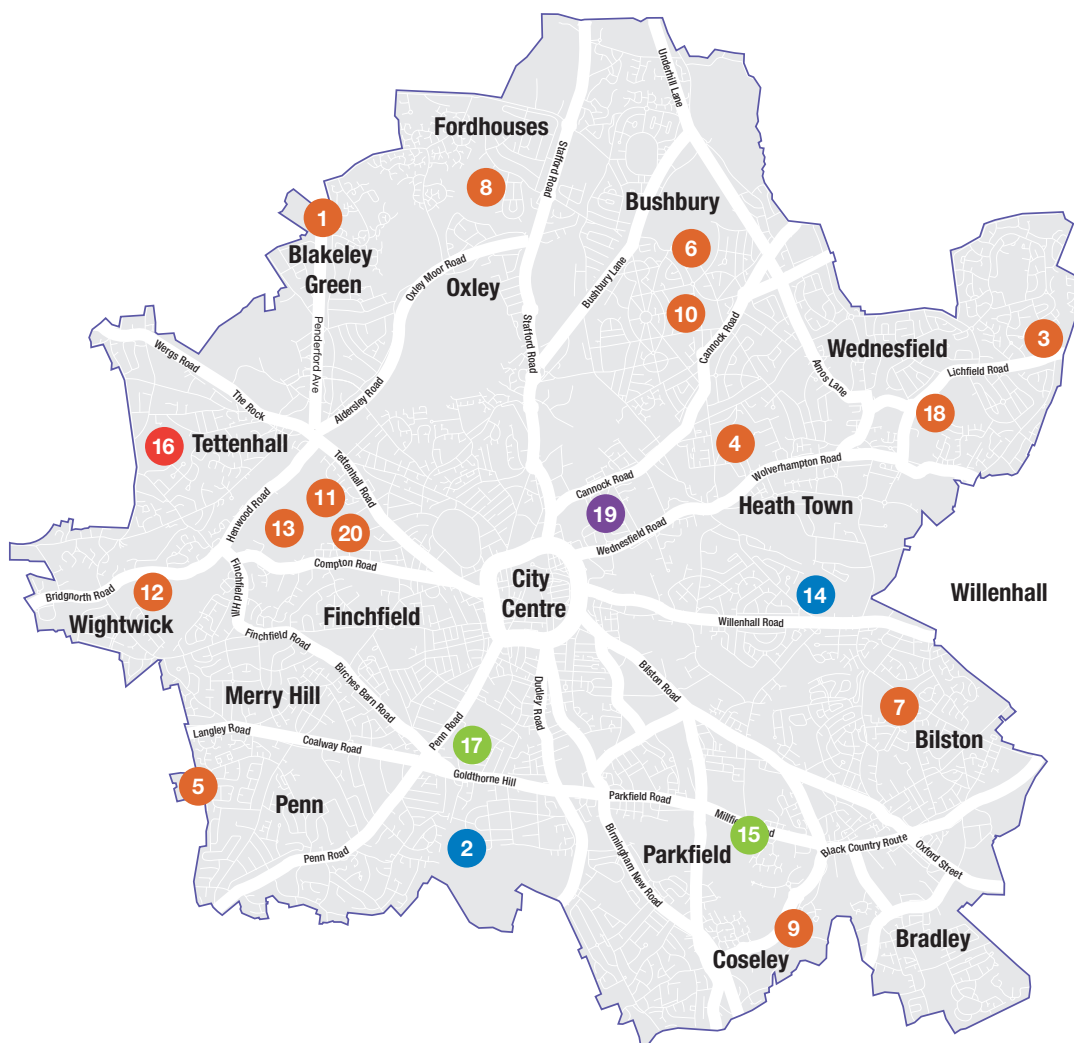 Underhill Lane
Fordhouses
Stafford Road
8
Bushbury
1
6
Blakeley
Green
Oxley Moor Road
Oxley
Bushbury Lane
10
Cannock Road
3
Wednesfield
Lichfield Road
Wergs Road
Penderford Ave
Stafford Road
The Rock
Aldersley Road
Amos Lane
18
16
Tettenhall
4
Tettenhall Road
Wolverhampton Road
Henwood Road
11
Cannock Road
Heath Town
13
20
19
Wednesfield Road
Compton Road
City
Centre
Bridgnorth Road
12
Finchfield Hill
14
Willenhall
Wightwick
Finchfield
Willenhall Road
Finchfield Road
Birches Barn Road
Bilston Road
Merry Hill
Dudley Road
7
Langley Road
Coalway Road
Penn Road
17
Bilston
5
Goldthorne Hill
Penn
Parkfield Road
Millfie
d
15
2
Parkfield
Black Country Route
Oxford Street
Penn Road
Birmingham New Road
9
Bradley
Coseley